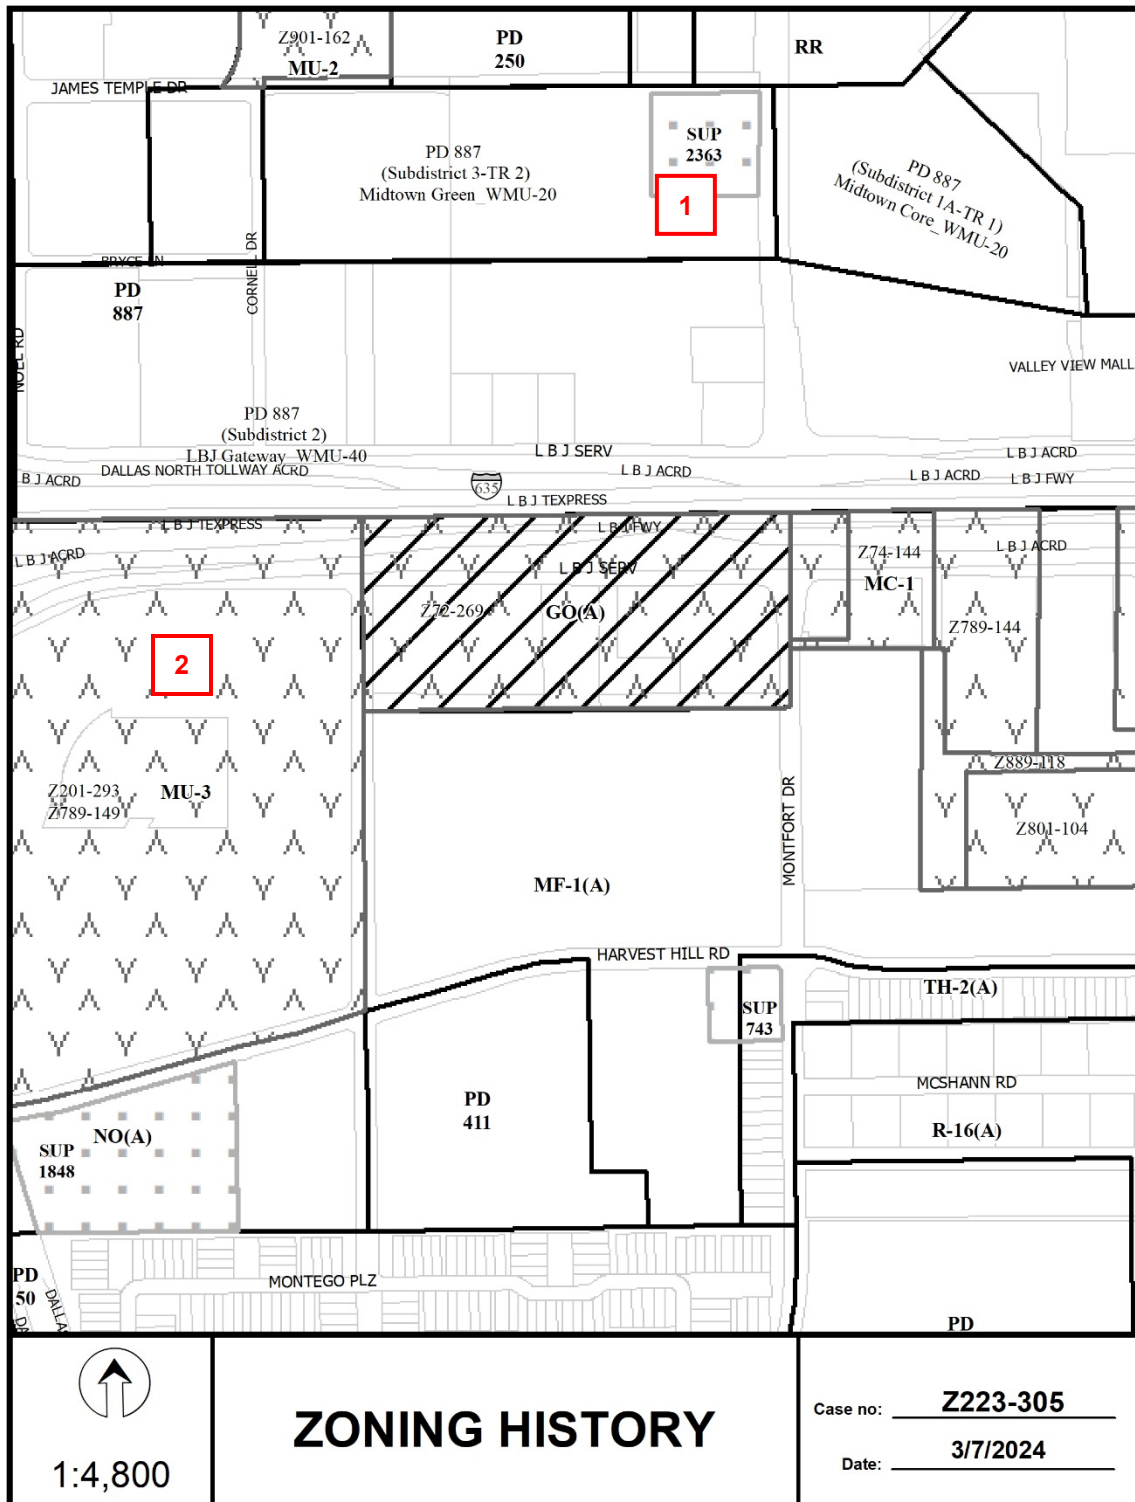 Z901-162
MU-2
PD
250
RR
JAMES TEMPLE DR
SUP
2363
PD 887
(Subdistrict 3-TR 2)
Midtown Green_WMU-20
1
PD 887
(Subdistrict 1A-TR 1)
Midtown Core_WMU-20
BRYCE LN
CORNELL DR
PD
887
NOEL RD
VALLEY VIEW MALL
PD 887
(Subdistrict 2)
LBJ Gateway_WMU-40
L B J SERV
L B J ACRD
DALLAS NORTH TOLLWAY ACRD
L B J ACRD
L B J ACRD
L B J FWY
B J ACRD
635
L B J TEXPRESS
L B J TEXPRESS
L B J FWY
L B J ACRD
L B J ACRD
L B J SERV
Z74-144
MC-1
Z72-269
GO(A)
Z789-144
2
Z889-118
Z201-293
Z789-149
MU-3
Z801-104
MONTFORT DR
MF-1(A)
HARVEST HILL RD
TH-2(A)
SUP
743
MCSHANN RD
PD
411
R-16(A)
NO(A)
SUP
1848
MONTEGO PLZ
PD
50
DALLA
DA
PD
1:4,800
ZONING HISTORY
Case no: Z223-305
Date: 3/7/2024